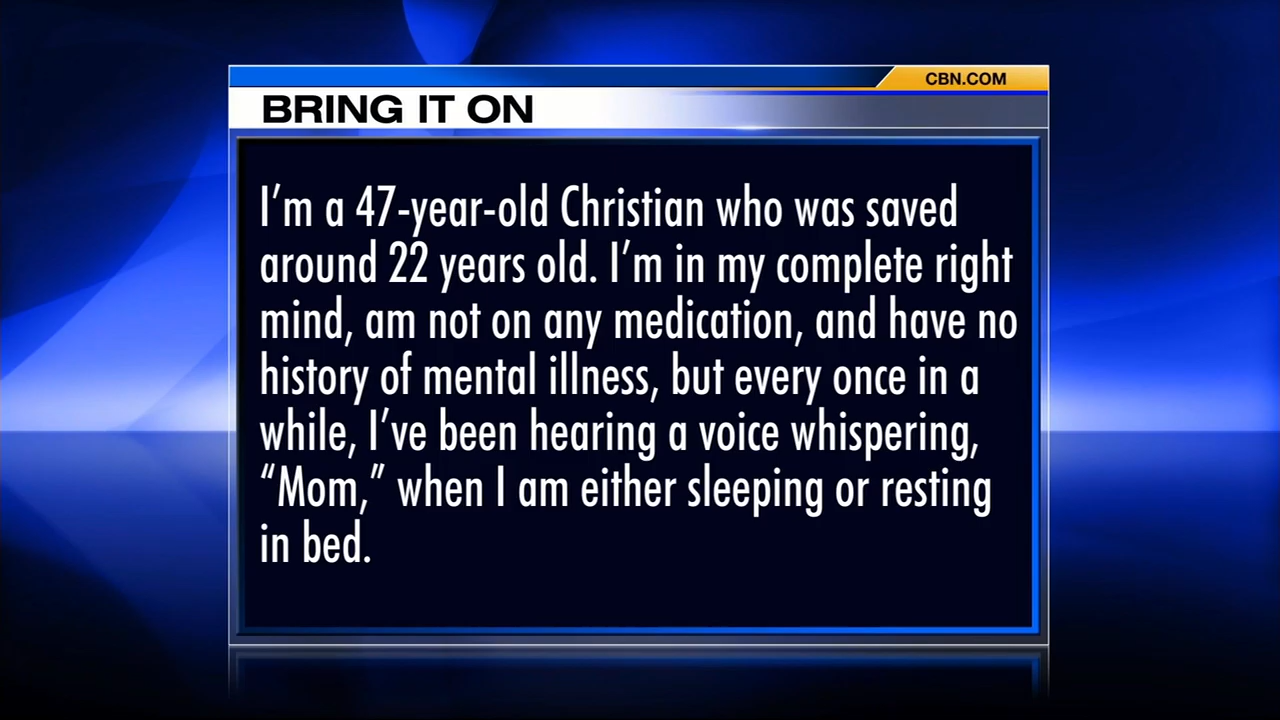 CBN.COM
BRING IT ON
I’m a 47-year-old Christian who was saved
around 22 years old. I’m in my complete right
mind, am not on any medication, and have no
history of mental illness, but every once in a
while, I’ve been hearing a voice whispering,
“Mom,” when I am either sleeping or resting
in bed.